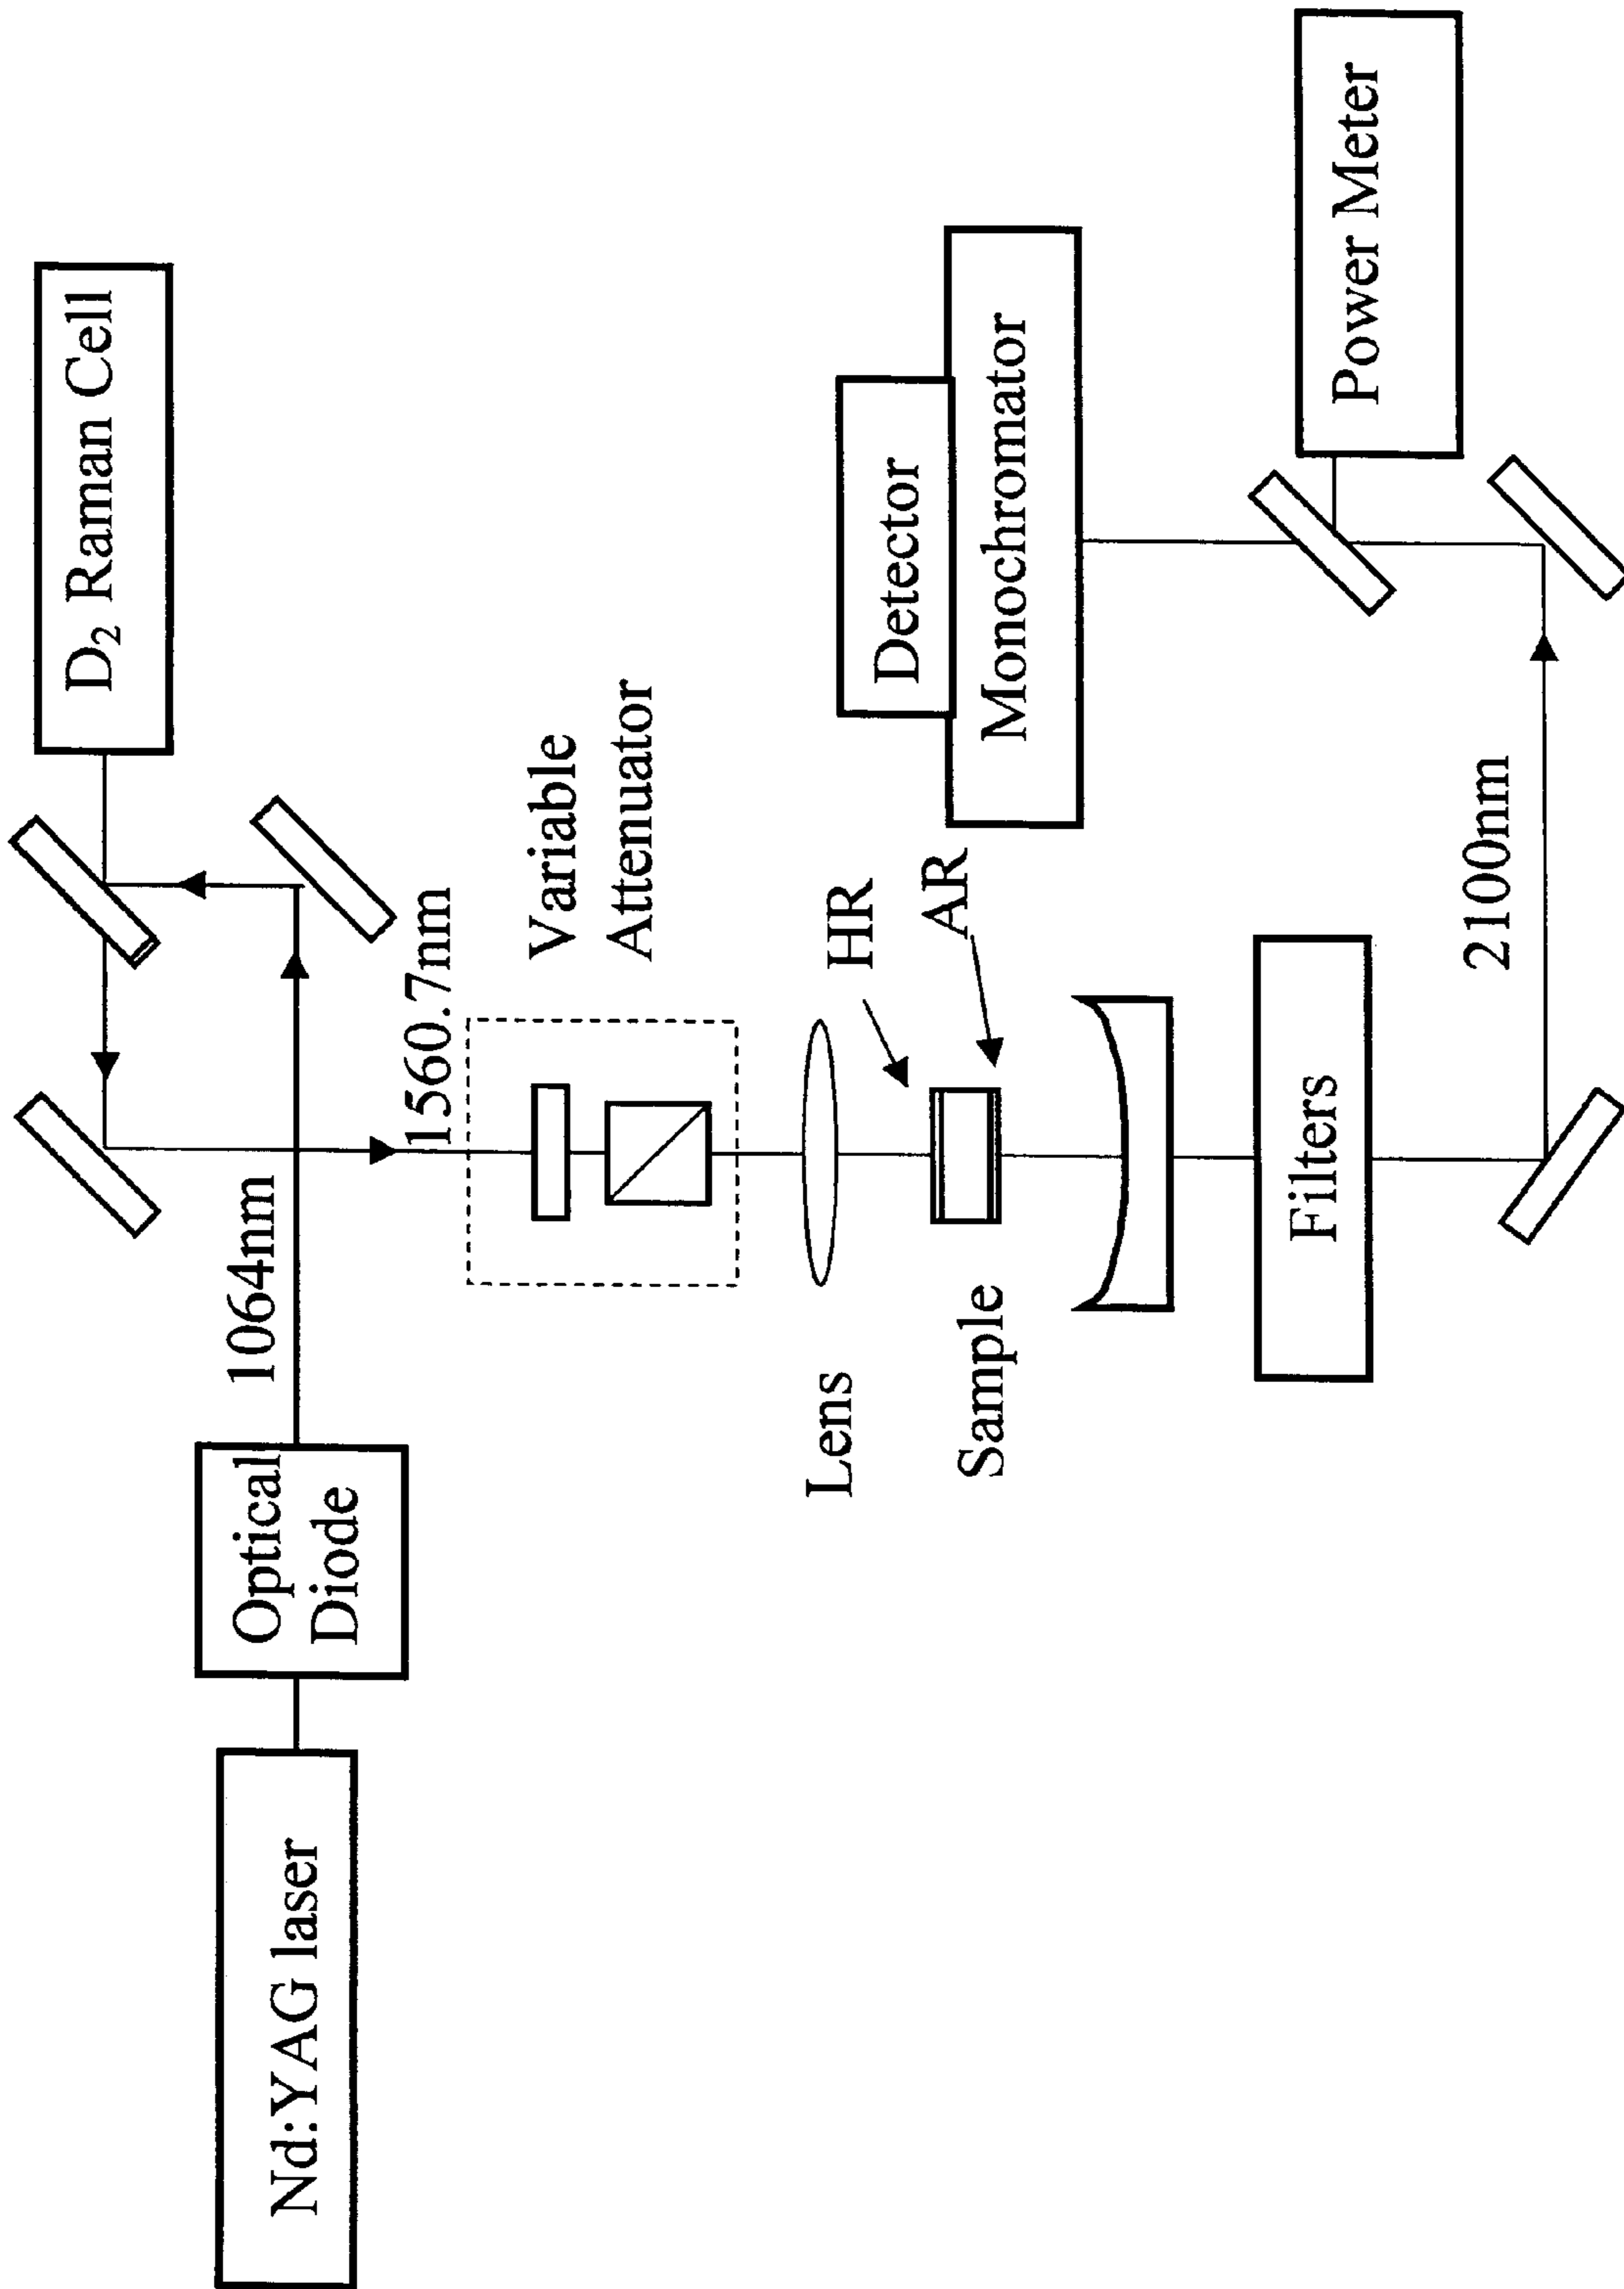 Nd:YAG laser
Optical
Diode
1064nm
D₂ Raman Cell
1560.7nm
Variable
Attenuator
Lens
HR
AR
Sample
Detector
Monochromator
Filters
2100nm
Power Meter